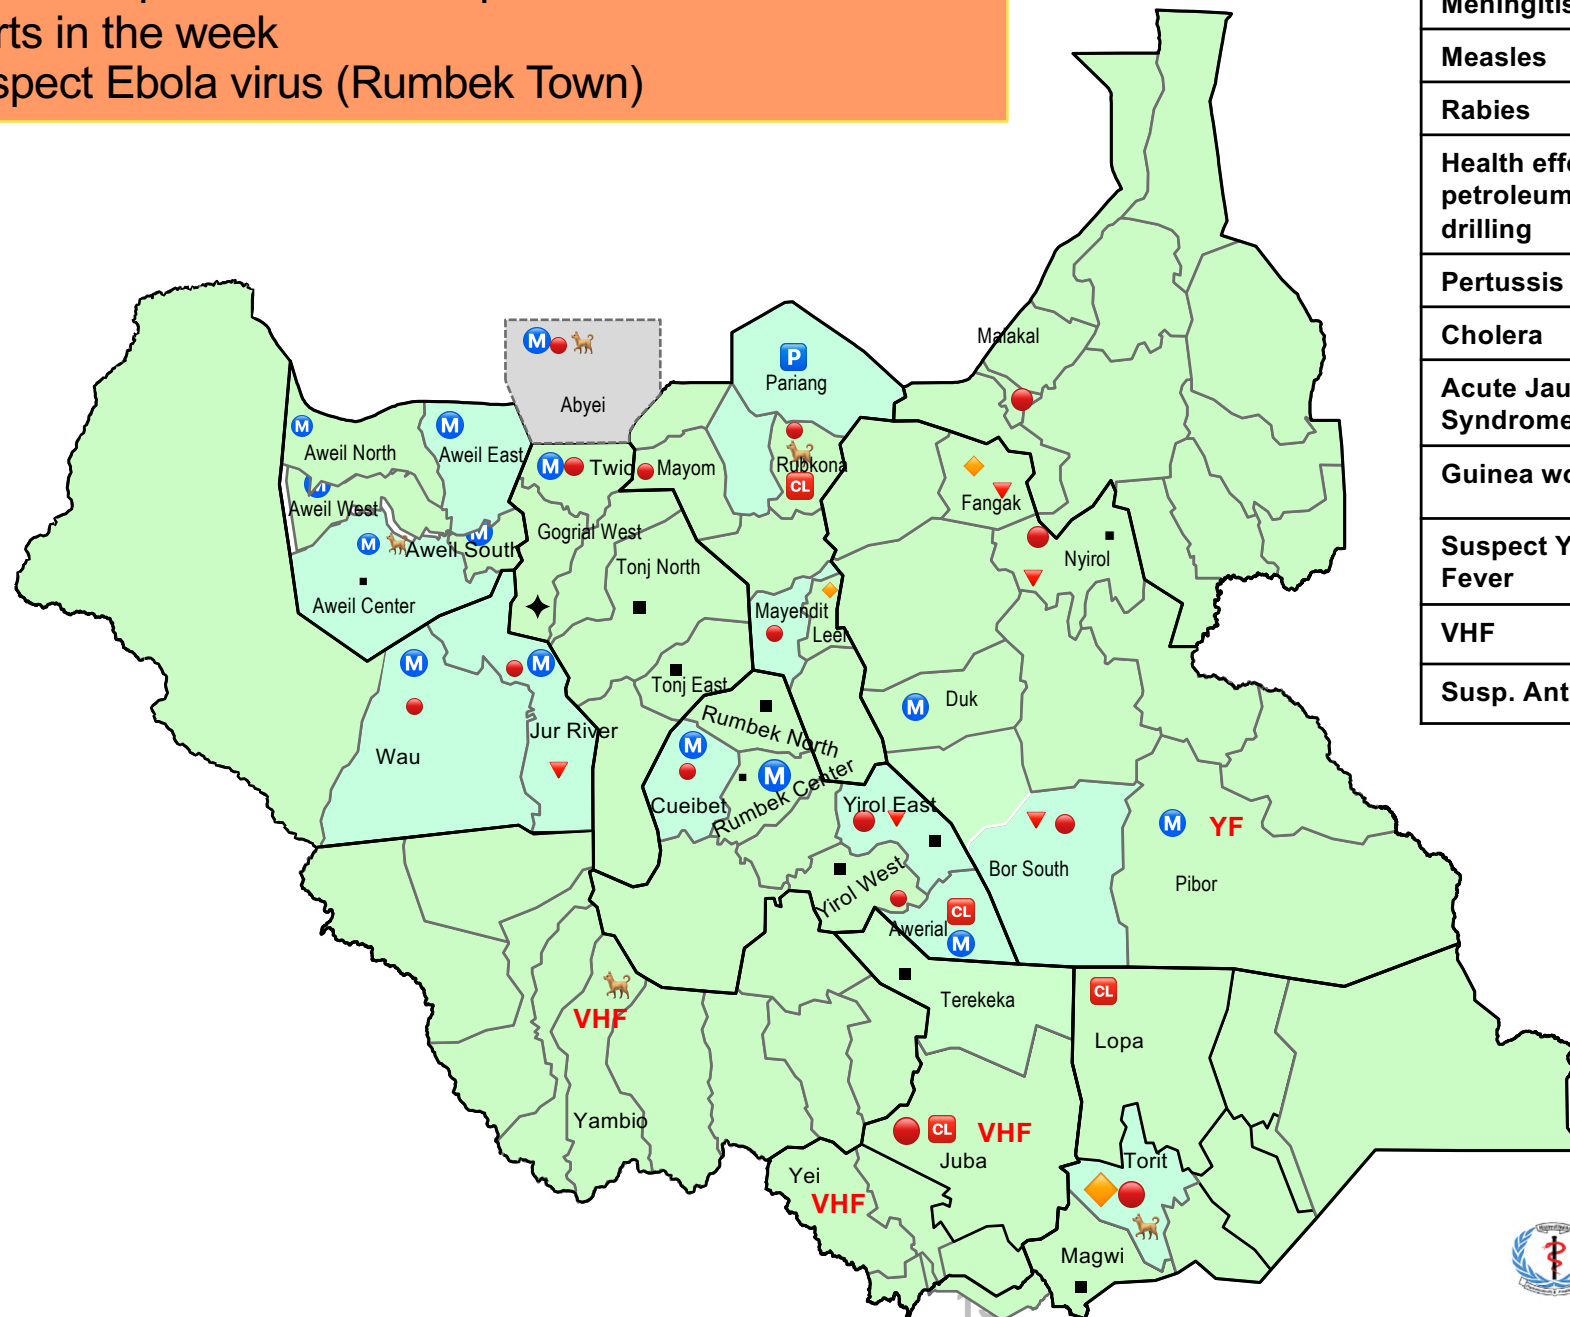 rts in the week
spect Ebola virus (Rumbek Town)
Meningitis
Measles
Rabies
Health effe
petroleum
drilling
Pertussis
Cholera
Acute Jau
Syndrome
Guinea wo
Suspect Y
Fever
VHF
Susp. Ant
Malakal
M
Abyei
P
Pariang
M
Aweil North
M
Aweil East
M
Twic
Mayom
Rubkona
CL
M
Aweil West
Fangak
Gogrial West
M
Aweil South
M
Nyirol
Tonj North
Aweil Center
Mayendit
Leer
M
M
Tonj East
Duk
M
Rumbek North
Jur River
Wau
M
M
Rumbek Center
Cueibet
Yirol East
M
YF
Bor South
Pibor
Yirol West
CL
Awerial
M
Terekeka
CL
Lopa
VHF
Yambio
CL
VHF
Juba
Torit
Yei
VHF
Magwi